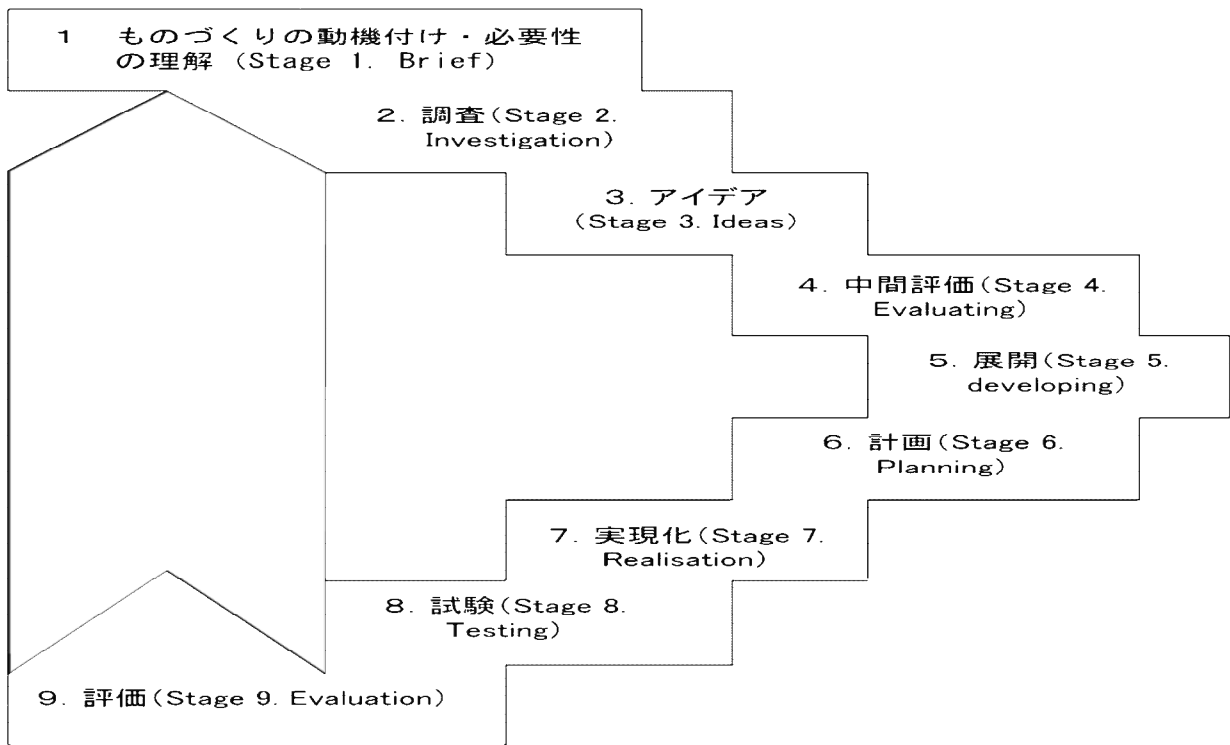 1 ものづくりの動機付け・必要性
の理解 (Stage 1. Brief)
2. 調査(Stage 2.
Investigation)
3. アイデア
(Stage 3. Ideas)
4. 中間評価(Stage 4.
Evaluating)
5. 展開(Stage 5.
developing)
6. 計画(Stage 6.
Planning)
7. 実現化(Stage 7.
Realisation)
8. 試験(Stage 8.
Testing)
9. 評価(Stage 9. Evaluation)